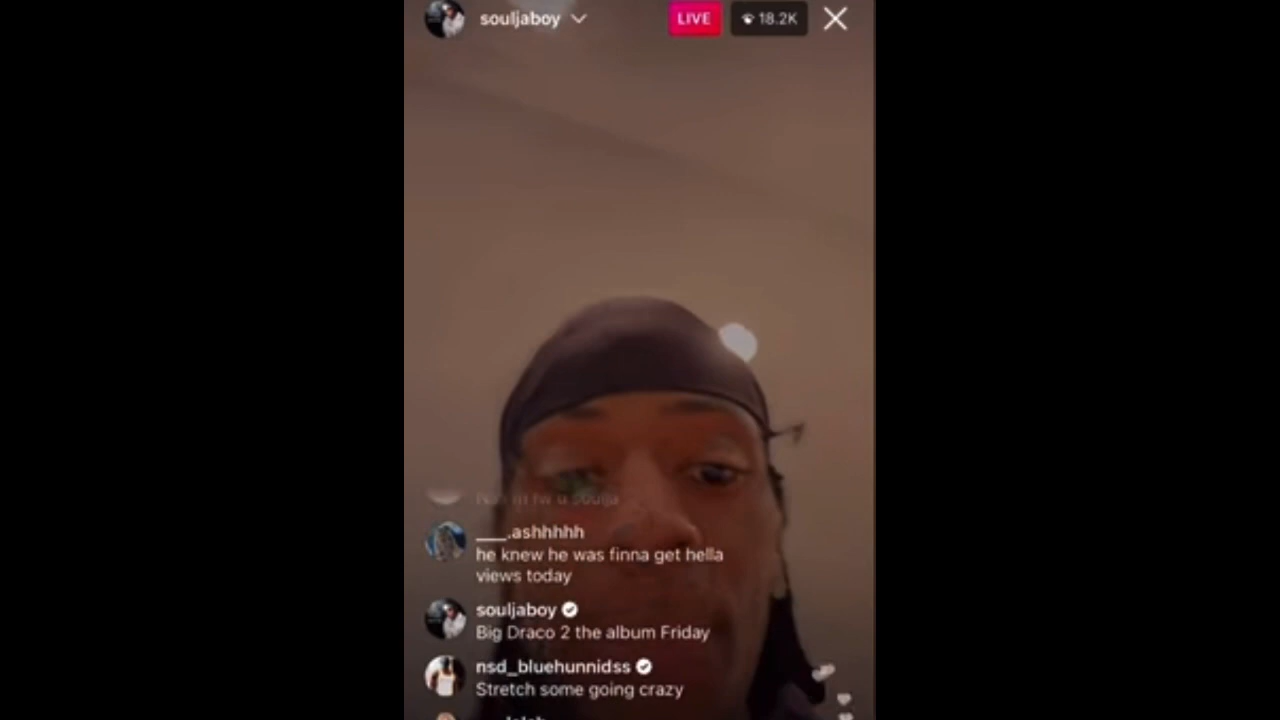 souljaboy
LIVE
18.2K
u soulja
___.ashhhhh
he knew he was finna get hella
views today
souljaboy
Big Draco 2 the album Friday
nsd_bluehunnidss
Stretch some going crazy